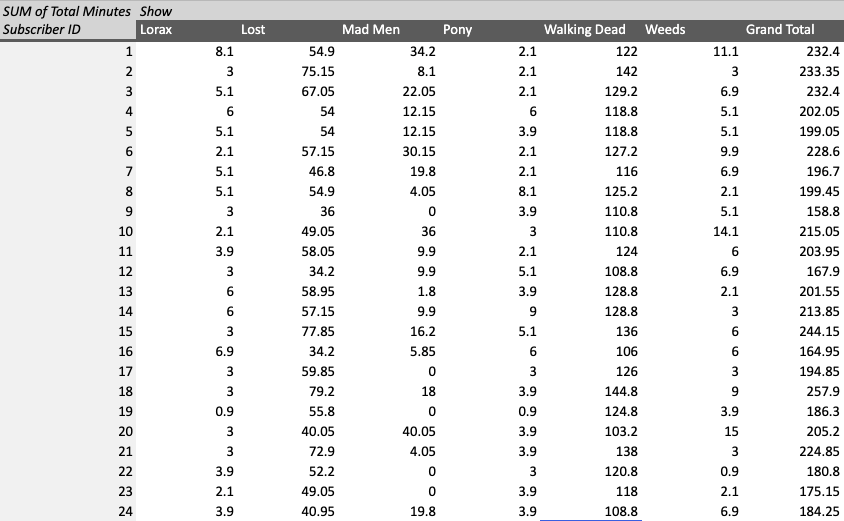 SUM of Total Minutes Show
Subscriber ID Lorax Lost Mad Men Pony Walking Dead Weeds Grand Total
1 8.1 54.9 34.2 2.1 122 11.1 232.4
2 3 75.15 8.1 2.1 142 3 233.35
3 5.1 67.05 22.05 2.1 129.2 6.9 232.4
4 6 54 12.15 6 118.8 5.1 202.05
5 5.1 54 12.15 3.9 118.8 5.1 199.05
6 2.1 57.15 30.15 2.1 127.2 9.9 228.6
7 5.1 46.8 19.8 2.1 116 6.9 196.7
8 5.1 54.9 4.05 8.1 125.2 2.1 199.45
9 3 36 0 3.9 110.8 5.1 158.8
10 2.1 49.05 36 3 110.8 14.1 215.05
11 3.9 58.05 9.9 2.1 124 6 203.95
12 3 34.2 9.9 5.1 108.8 6.9 167.9
13 6 58.95 1.8 3.9 128.8 2.1 201.55
14 6 57.15 9.9 9 128.8 3 213.85
15 3 77.85 16.2 5.1 136 6 244.15
16 6.9 34.2 5.85 6 106 6 164.95
17 3 59.85 0 3 126 3 194.85
18 3 79.2 18 3.9 144.8 9 257.9
19 0.9 55.8 0 0.9 124.8 3.9 186.3
20 3 40.05 40.05 3.9 103.2 15 205.2
21 3 72.9 4.05 3.9 138 3 224.85
22 3.9 52.2 0 3 120.8 0.9 180.8
23 2.1 49.05 0 3.9 118 2.1 175.15
24 3.9 40.95 19.8 3.9 108.8 6.9 184.25